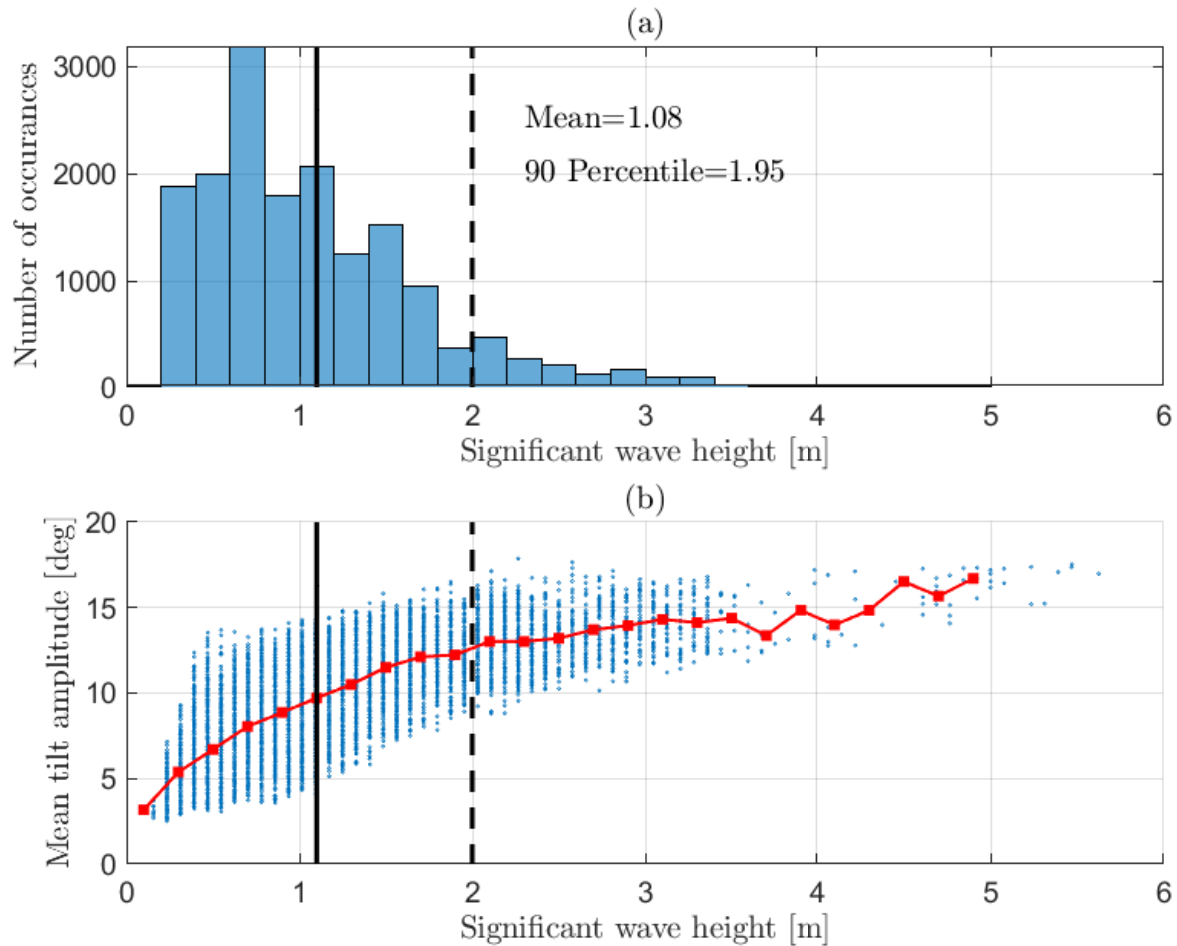 (a)
Number of occurances
3000
2000
1000
0
Mean=1.08
90 Percentile=1.95
0 1 2 3 4 5 6
Significant wave height [m]
(b)
Mean tilt amplitude [deg]
20
15
10
5
0
0 1 2 3 4 5 6
Significant wave height [m]